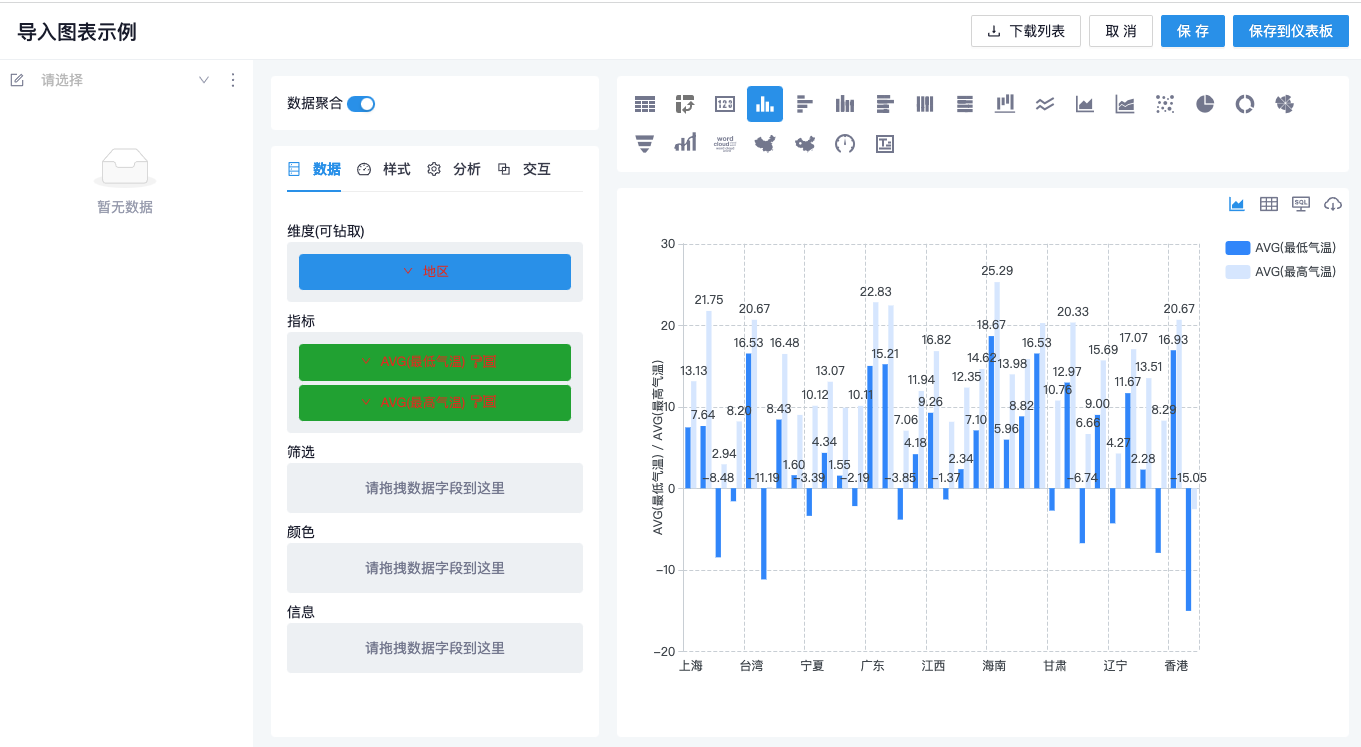 导入图表示例
下载列表
取 消
保 存
保存到仪表板
请选择
暂无数据
数据聚合
数据
样式
分析
交互
维度(可钻取)
地区
指标
AVG(最低气温)
AVG(最高气温)
筛选
请拖拽数据字段到这里
颜色
请拖拽数据字段到这里
信息
请拖拽数据字段到这里
word
cloud
SQL
AVG(最低气温)
AVG(最高气温)
AVG(最低气温) / AVG(最高气温)
30
20
10
0
−10
−20
13.13
7.64
21.75
−8.48
2.94
8.20
16.53
20.67
−11.19
8.43
16.48
1.60
−3.39
10.12
4.34
13.07
1.55
−2.19
10.11
22.83
15.21
−3.85
7.06
4.18
11.94
9.26
16.82
−1.37
2.34
12.35
7.10
14.62
18.67
25.29
5.96
13.98
8.82
16.53
10.76
12.97
20.33
−6.74
6.66
9.00
15.69
4.27
11.67
17.07
2.28
13.51
8.29
16.93
20.67
−15.05
上海
台湾
宁夏
广东
江西
海南
甘肃
辽宁
香港